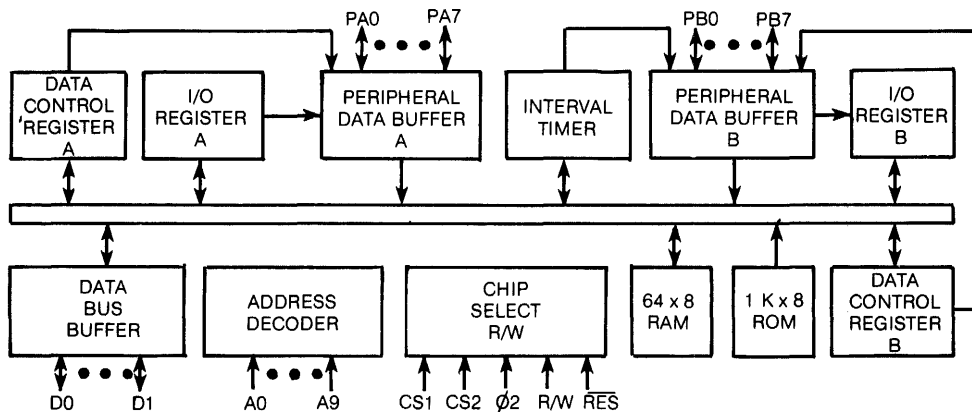 PA0 PA7
PB0 PB7
DATA
CONTROL
'REGISTER
A
I/O
REGISTER
A
PERIPHERAL
DATA BUFFER
A
INTERVAL
TIMER
PERIPHERAL
DATA BUFFER
B
I/O
REGISTER
B
DATA
BUS
BUFFER
ADDRESS
DECODER
CHIP
SELECT
R/W
64 x 8
RAM
1 K x 8
ROM
DATA
CONTROL
REGISTER
B
D0 D1
A0 A9
CS1 CS2 Ø2 R/W R̅E̅S̅